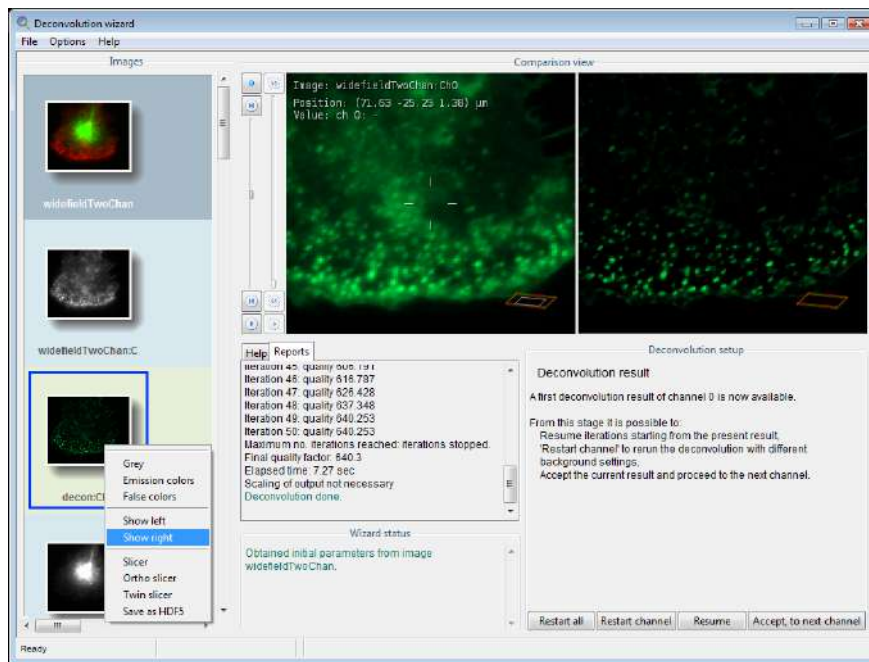 Deconvolution wizard
File Options Help
Images
widefieldTwoChan
widefieldTwoChan:C
decon:C
Grey
Emission colors
False colors
Show left
Show right
Slicer
Ortho slicer
Twin slicer
Save as HDF5
Comparison view
Image: widefieldTwoChan:Ch0
Position: (71.63 -25.23 1.38) µm
Value: ch 0: -
Help Reports
Iteration 45: quality 606.191
Iteration 46: quality 616.787
Iteration 47: quality 626.428
Iteration 48: quality 637.348
Iteration 49: quality 640.253
Iteration 50: quality 640.253
Maximum no. iterations reached: iterations stopped.
Final quality factor: 640.3
Elapsed time: 7.27 sec
Scaling of output not necessary
Deconvolution done.
Wizard status
Obtained initial parameters from image
widefieldTwoChan.
Deconvolution setup
Deconvolution result
A first deconvolution result of channel 0 is now available.
From this stage it is possible to:
Resume iterations starting from the present result,
'Restart channel' to rerun the deconvolution with different
background settings,
Accept the current result and proceed to the next channel.
Restart all Restart channel Resume Accept, to next channel
Ready